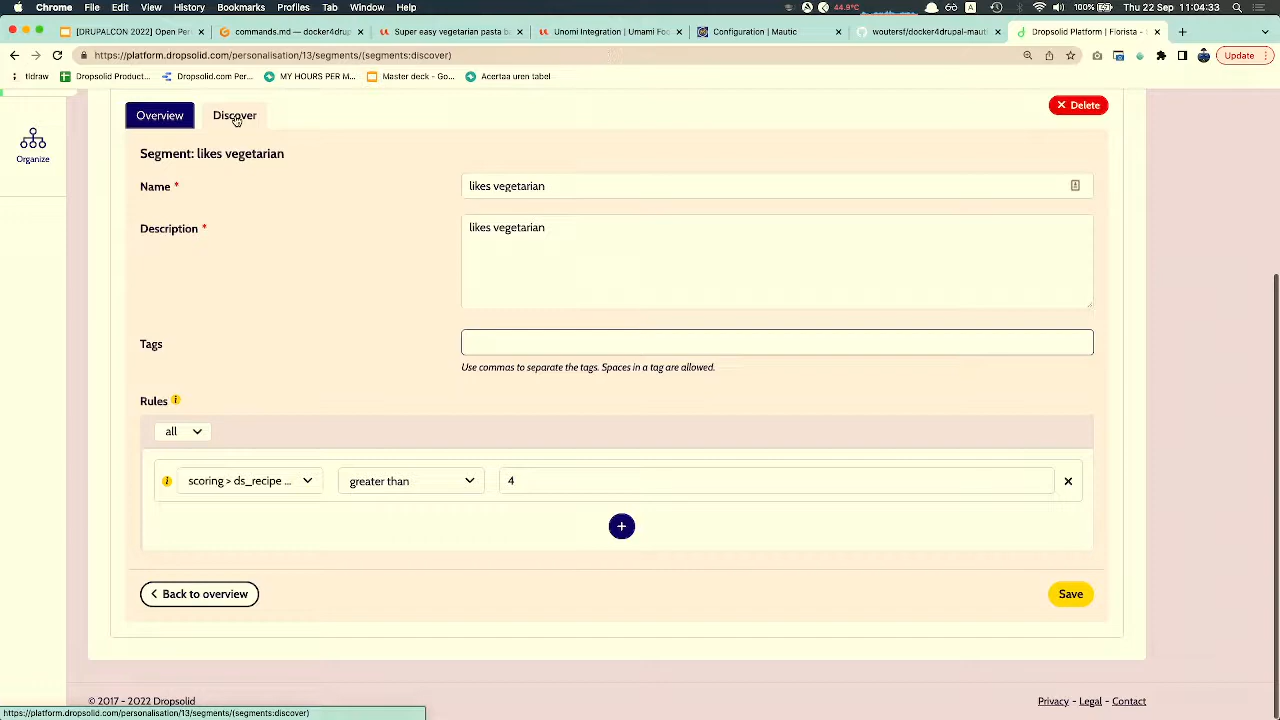 Chrome File Edit View History Bookmarks Profiles Tab Window Help 44.9°C 100% Thu 22 Sep 11:04:33
[DRUPALCON 2022] Open Per commands.md — docker4drup Super easy vegetarian pasta b Unomi Integration | Umami Foo Configuration | Mautic woutersf/docker4drupal-mauti Dropsolid Platform | Florista -
https://platform.dropsolid.com/personalisation/13/segments/(segments:discover) Update
tldraw Dropsolid Product... Dropsolid.com Per... MY HOURS PER M... Master deck - Go... Acertaa uren tabel
Overview Discover Delete
Organize
Segment: likes vegetarian
Name * likes vegetarian
Description * likes vegetarian
Tags
Use commas to separate the tags. Spaces in a tag are allowed.
Rules i
all
i scoring > ds_recipe ... greater than 4
+
Back to overview Save
© 2017 - 2022 Dropsolid Privacy - Legal - Contact
https://platform.dropsolid.com/personalisation/13/segments/(segments:discover)